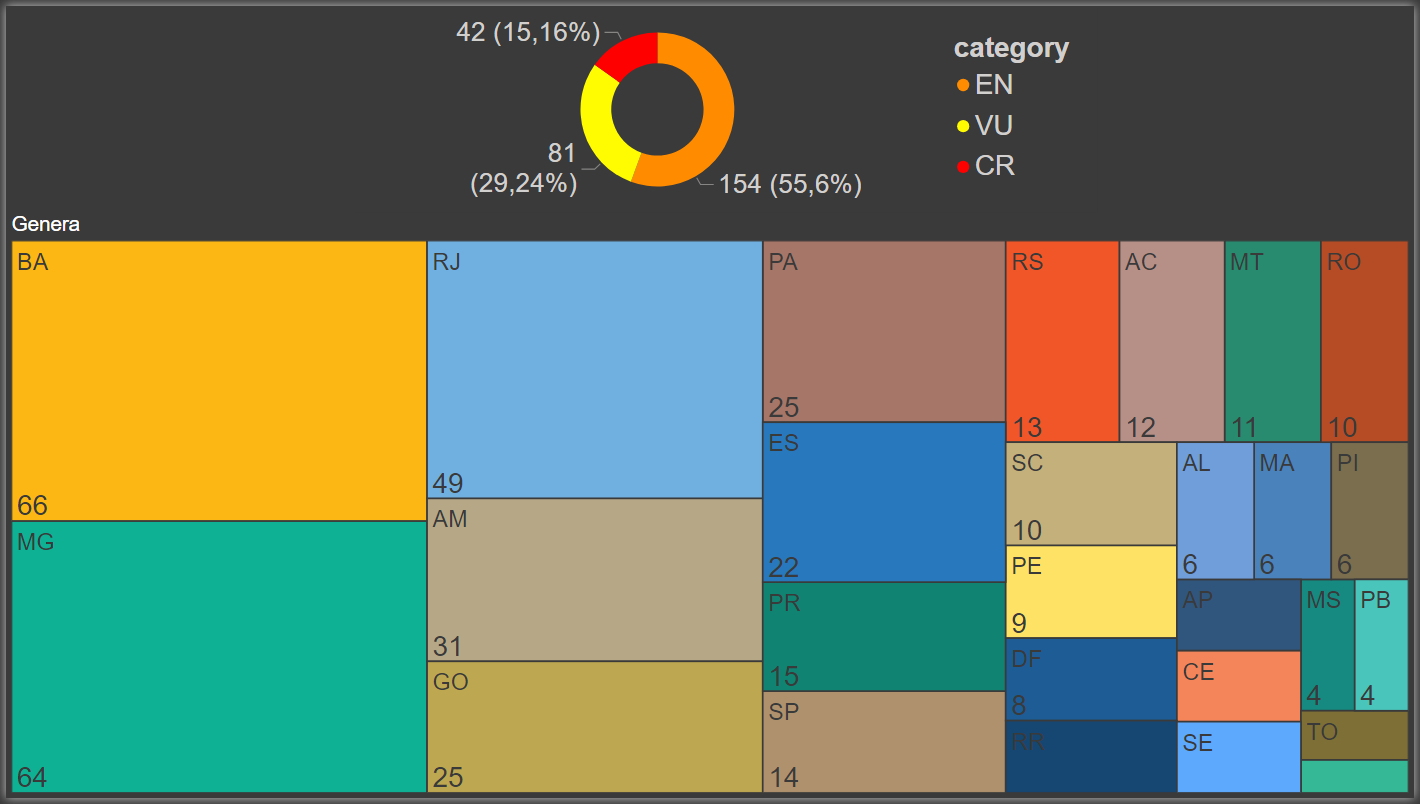 42 (15,16%)
81
(29,24%)
154 (55,6%)
category
EN
VU
CR
Genera
BA
66
MG
64
RJ
49
AM
31
GO
25
PA
25
ES
22
PR
15
SP
14
RS
13
AC
12
MT
11
RO
10
SC
10
PE
9
DF
8
RR
AL
6
MA
6
PI
6
AP
CE
SE
MS
4
PB
4
TO